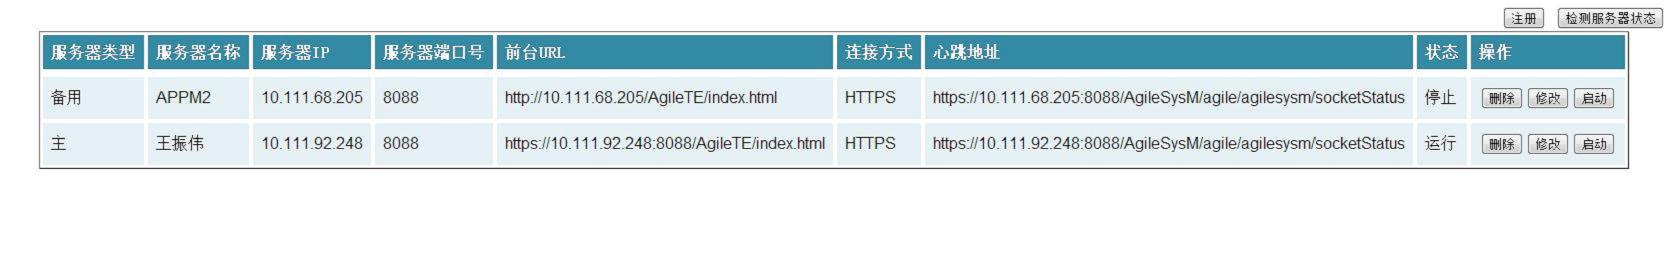 注册 检测服务器状态
服务器类型 服务器名称 服务器IP 服务器端口号 前台URL 连接方式 心跳地址 状态 操作
备用 APPM2 10.111.68.205 8088 http://10.111.68.205/AgileTE/index.html HTTPS https://10.111.68.205:8088/AgileSysM/agile/agilesysm/socketStatus 停止 删除 修改 启动
主 王振伟 10.111.92.248 8088 https://10.111.92.248:8088/AgileTE/index.html HTTPS https://10.111.92.248:8088/AgileSysM/agile/agilesysm/socketStatus 运行 删除 修改 启动